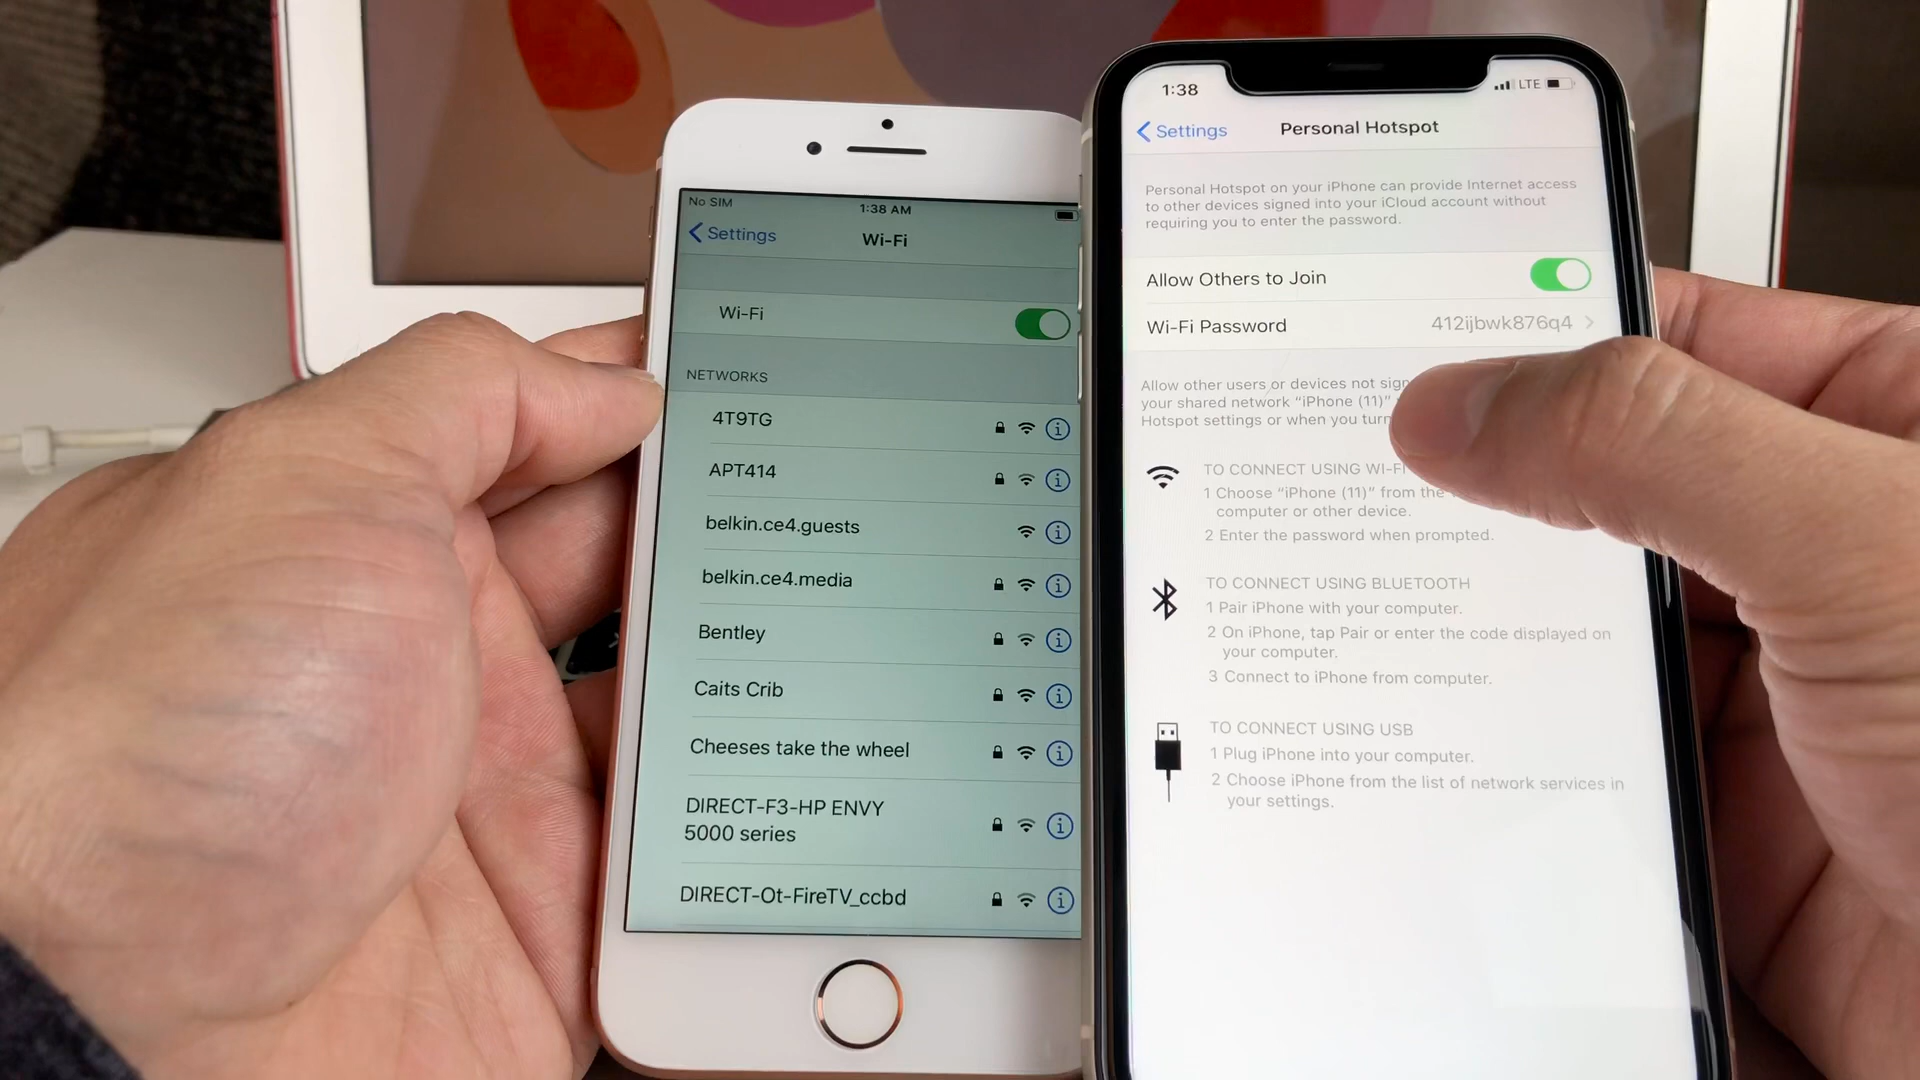 No SIM
1:38 AM
Settings
Wi-Fi
Wi-Fi
NETWORKS
4T9TG
APT414
belkin.ce4.guests
belkin.ce4.media
Bentley
Caits Crib
Cheeses take the wheel
DIRECT-F3-HP ENVY
5000 series
DIRECT-Ot-FireTV_ccbd
1:38
LTE
Settings
Personal Hotspot
Personal Hotspot on your iPhone can provide Internet access
to other devices signed into your iCloud account without
requiring you to enter the password.
Allow Others to Join
Wi-Fi Password
412ijbwk876q4
Allow other users or devices not
your shared network “iPhone (11)”
Hotspot settings or when you
TO CONNECT USING WI-FI
1 Choose “iPhone (11)” from the
computer or other device.
2 Enter the password when prompted.
TO CONNECT USING BLUETOOTH
1 Pair iPhone with your computer.
2 On iPhone, tap Pair or enter the code displayed on
your computer.
3 Connect to iPhone from computer.
TO CONNECT USING USB
1 Plug iPhone into your computer.
2 Choose iPhone from the list of network services in
your settings.